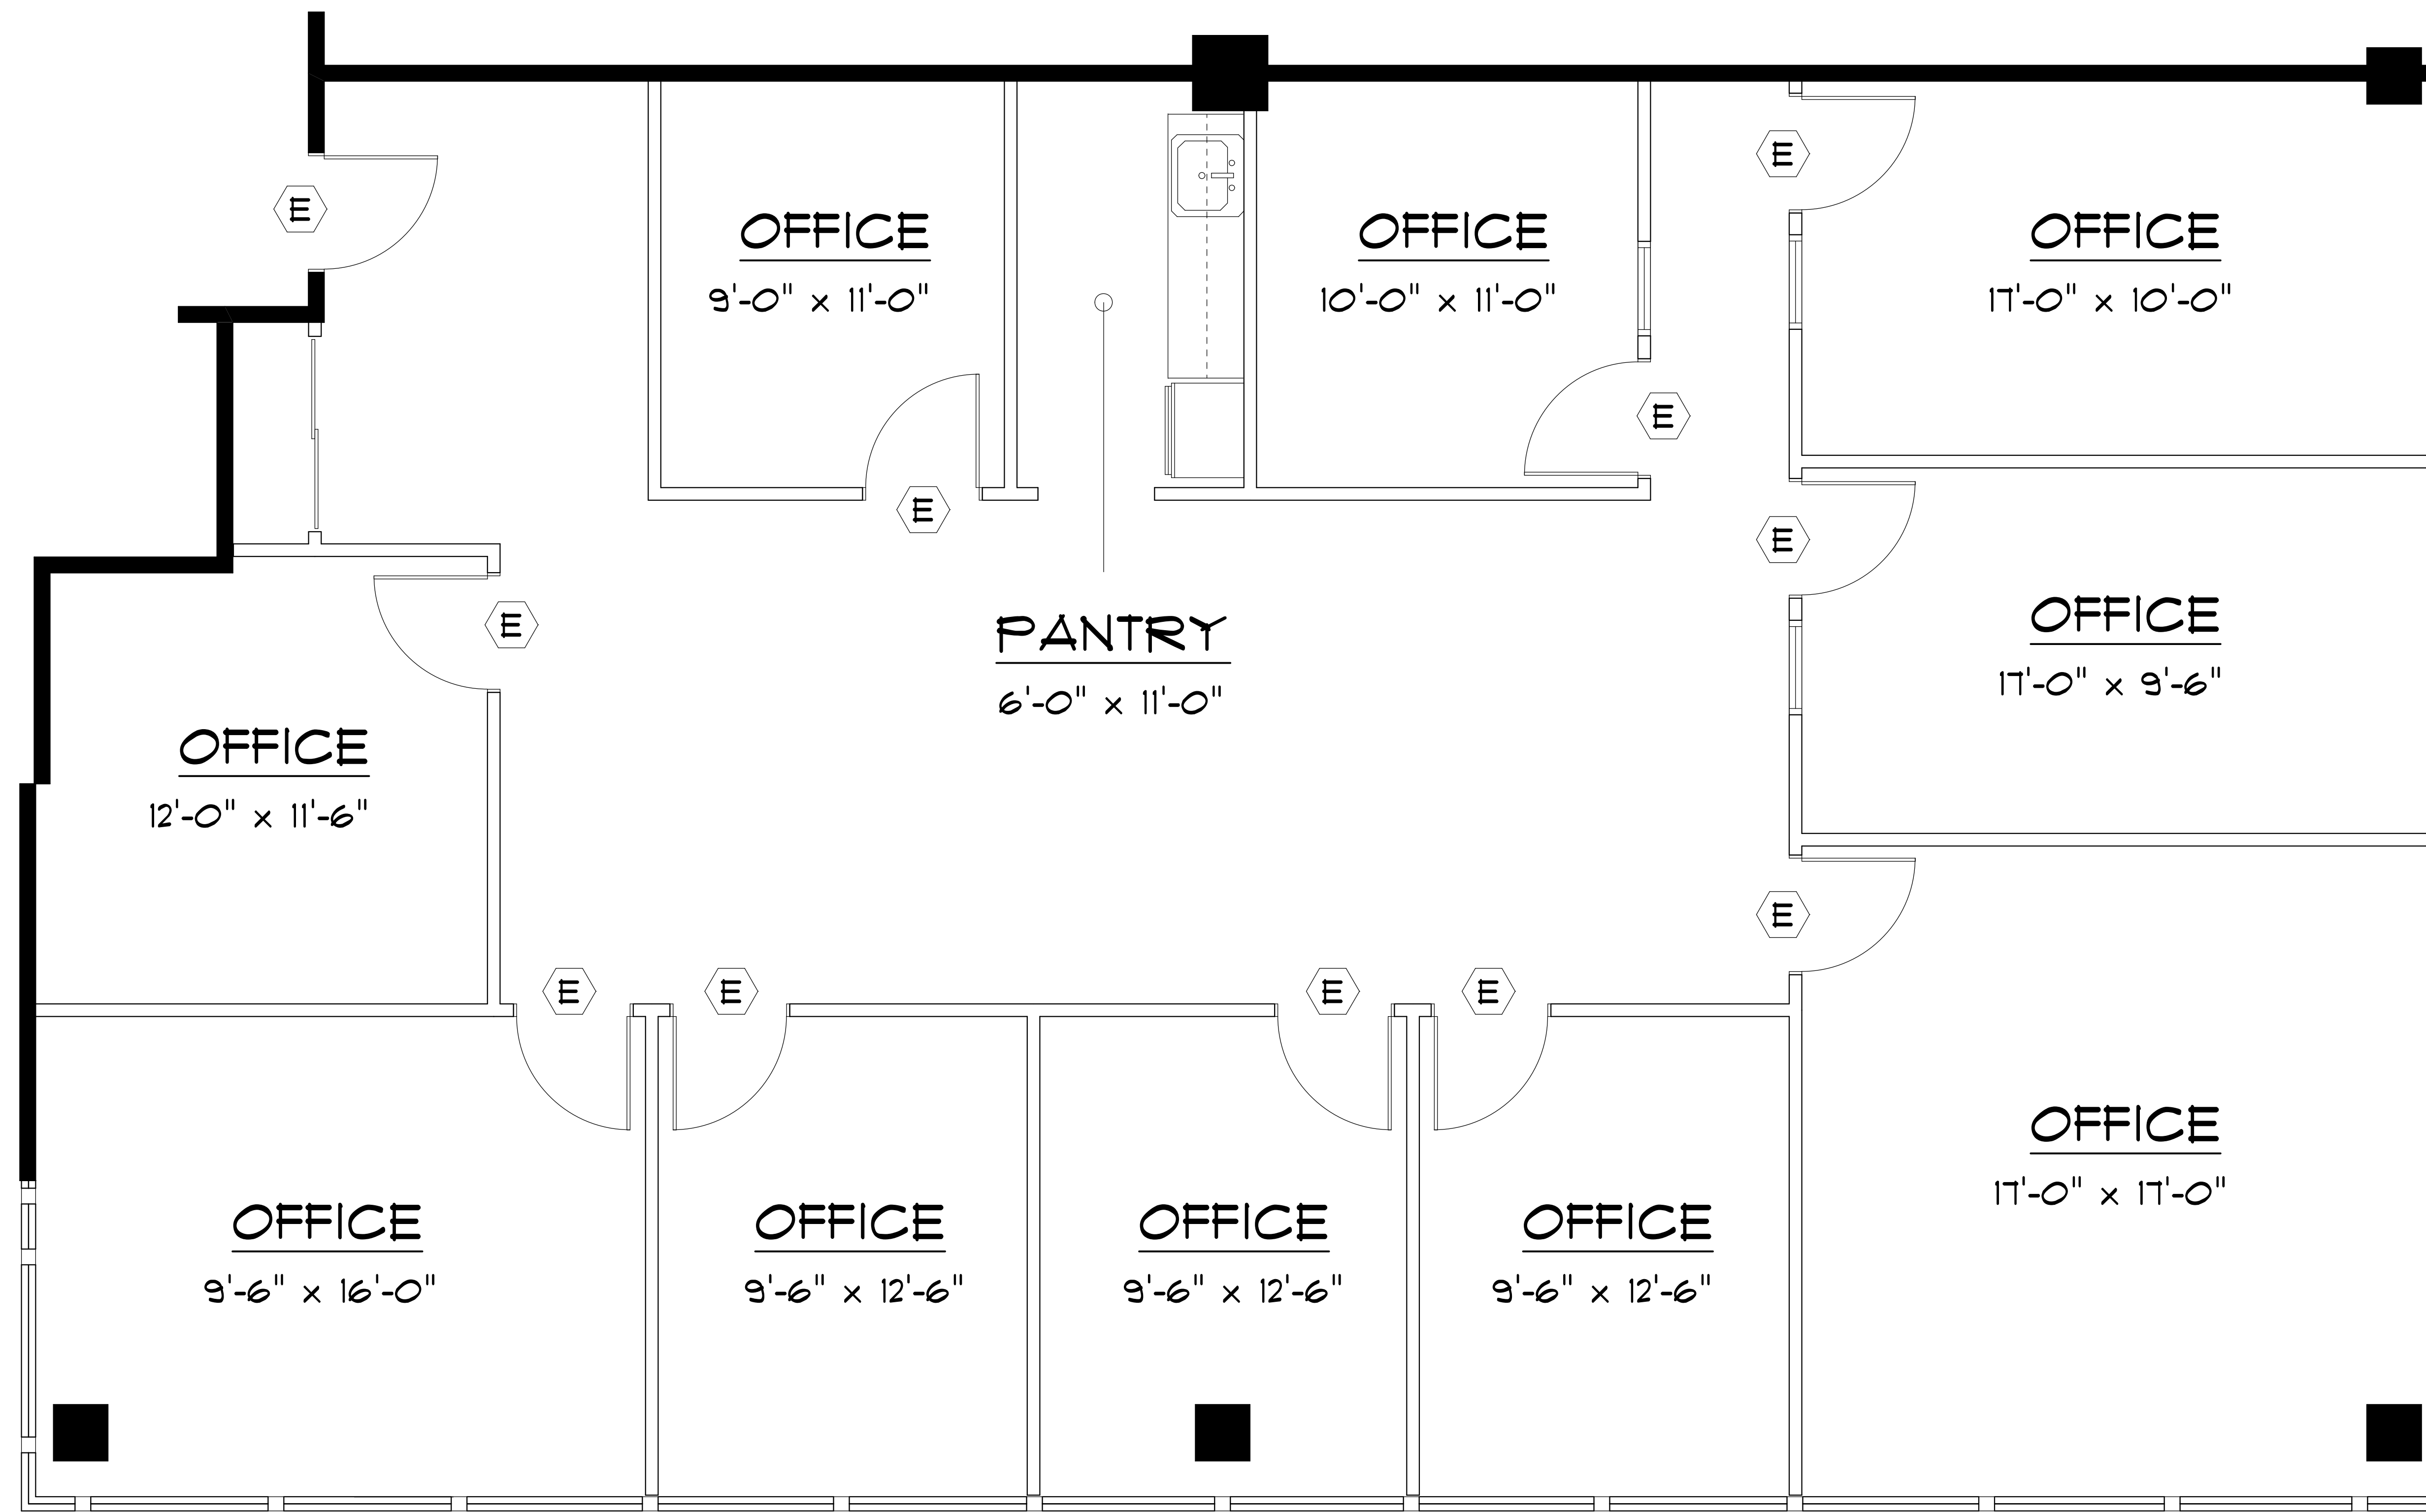 E
E
OFFICE
9'-0" x 11'-0"
OFFICE
10'-0" x 11'-0"
OFFICE
17'-0" x 10'-0"
E
E
E
E
PANTRY
6'-0" x 11'-0"
OFFICE
17'-0" x 9'-6"
OFFICE
12'-0" x 11'-6"
E
E
E
E
E
OFFICE
17'-0" x 17'-0"
OFFICE
9'-6" x 16'-0"
OFFICE
9'-6" x 12'-6"
OFFICE
9'-6" x 12'-6"
OFFICE
9'-6" x 12'-6"